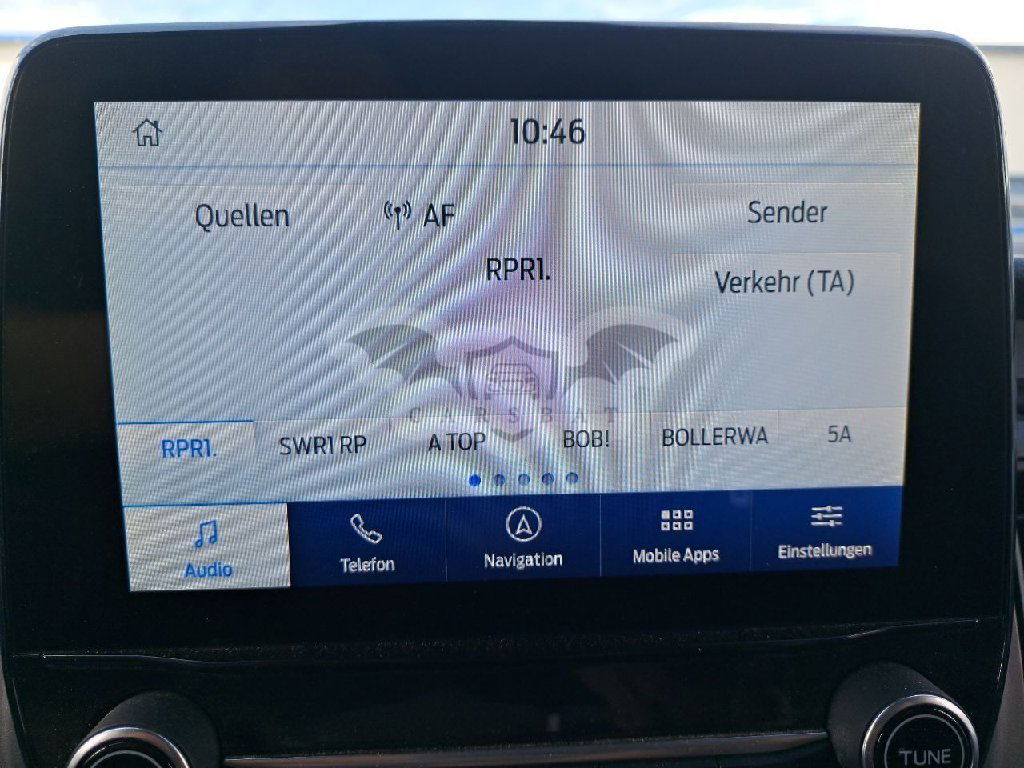 10:46
Quellen AF Sender
RPR1.
Verkehr (TA)
CARSBAT
RPR1. SWR1 RP A TOP BOB! BOLLERWA 5A
Audio Telefon Navigation Mobile Apps Einstellungen
TUNE